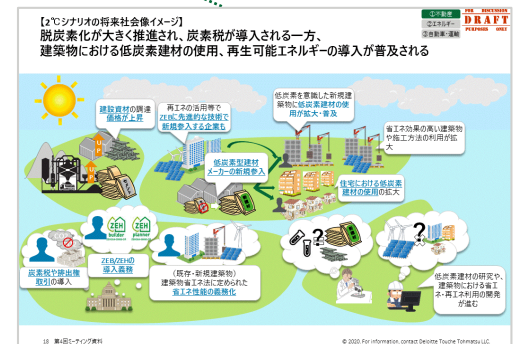 【2℃シナリオの将来社会像イメージ】
脱炭素化が大きく推進され、炭素税が導入される一方、
建築物における低炭素建材の使用、再生可能エネルギーの導入が普及される
①不動産
②エネルギー
③自動車・運輸
FOR DISCUSSION
DRAFT
PURPOSES ONLY
建設資材の調達
価格が上昇
再エネの活用等で
ZEBに先進的な技術で
新規参入する企業も
低炭素を意識した新規建
築物に低炭素建材の使
用が拡大・普及
省エネ効果の高い建築物
や施工方法の利用が拡
大
UP
UP
低炭素型建材
メーカーの新規参入
住宅における低炭素
建材の使用の拡大
ZEH
builder
ZEH
planner
炭素税や排出権
取引の導入
ZEB/ZEHの
導入義務
(既存・新規建築物)
建築物省エネ法に定められた
省エネ性能の義務化
?
?
低炭素建材の研究や、
建築物における省エ
ネ・再エネ利用の開発
が進む
18 第4回ミーティング資料
© 2020. For information, contact Deloitte Touche Tohmatsu LLC.